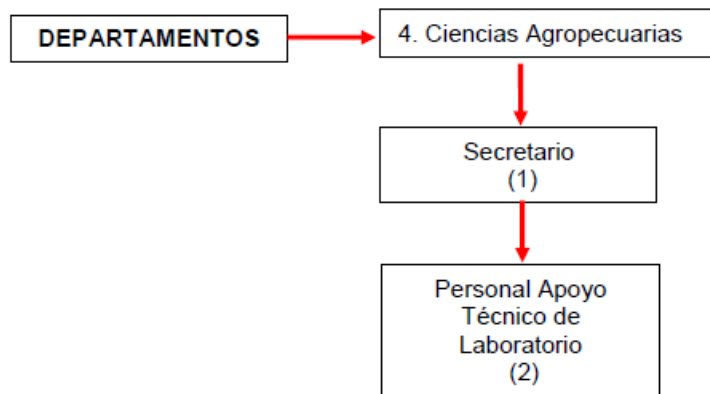 DEPARTAMENTOS
4. Ciencias Agropecuarias
Secretario
(1)
Personal Apoyo
Técnico de
Laboratorio
(2)